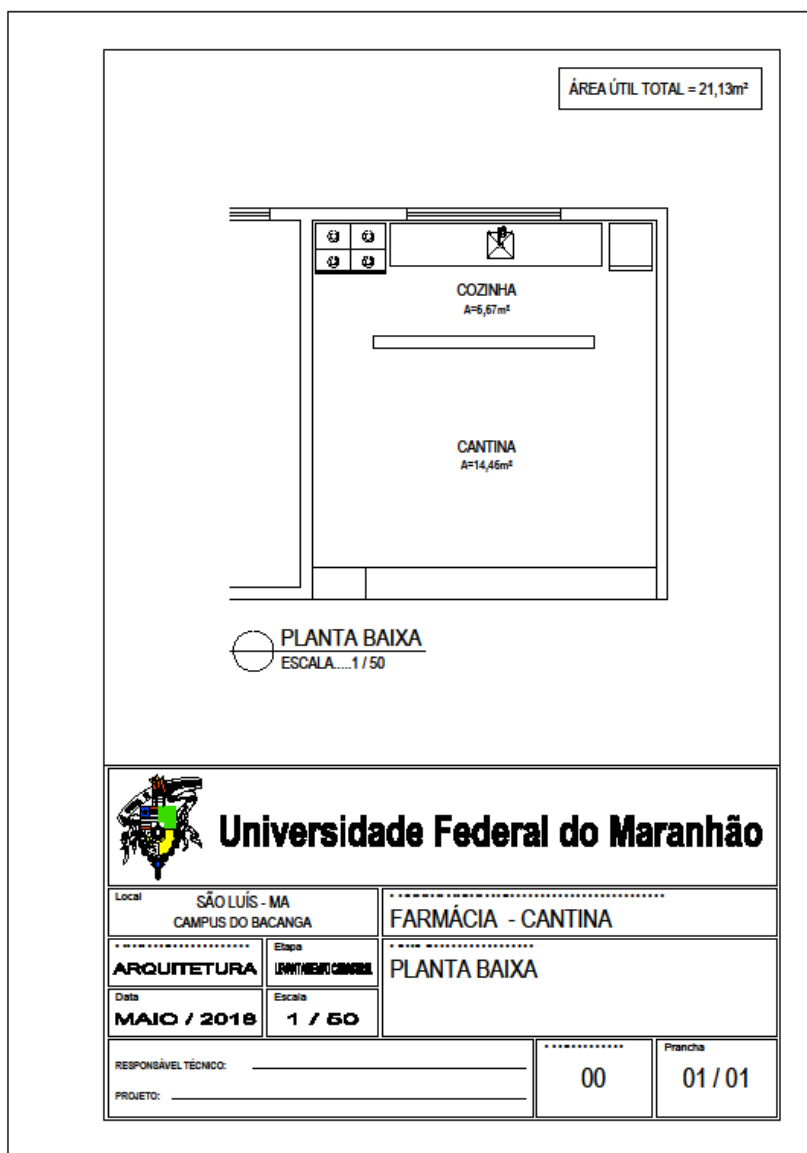 ÁREA ÚTIL TOTAL = 21,13m²
COZINHA
A=6,67m²
CANTINA
A=14,46m²
PLANTA BAIXA
ESCALA.....1 / 50
Universidade Federal do Maranhão
Local
SÃO LUÍS - MA
CAMPUS DO BACANGA
FARMÁCIA - CANTINA
ARQUITETURA
Etapa
PLANTA BAIXA
Data
MAIO / 2018
Escala
1 / 50
RESPONSÁVEL TÉCNICO:
PROJETO:
00
Prancha
01 / 01